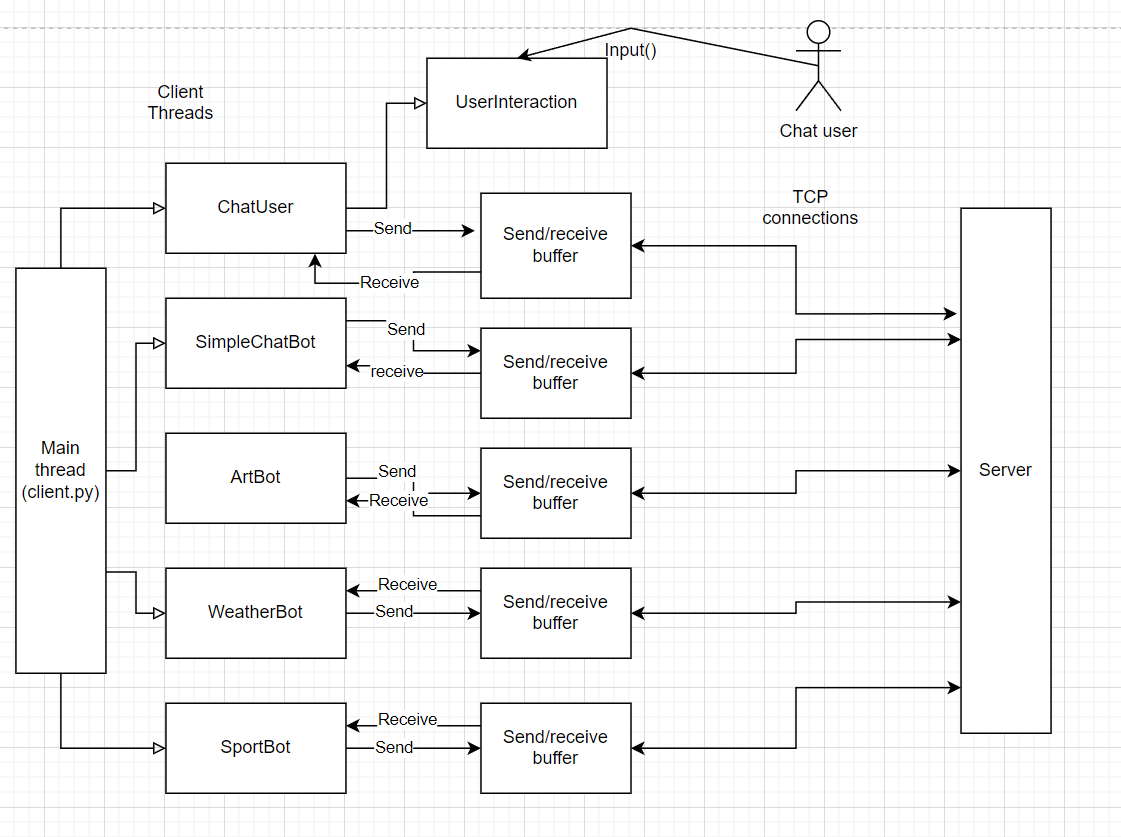 Input()
UserInteraction
Client
Threads
Chat user
ChatUser
TCP
connections
Send
Send/receive
buffer
Receive
SimpleChatBot
Send
receive
Send/receive
buffer
Main
thread
(client.py)
ArtBot
Send
Receive
Send/receive
buffer
Server
WeatherBot
Receive
Send
Send/receive
buffer
SportBot
Receive
Send
Send/receive
buffer